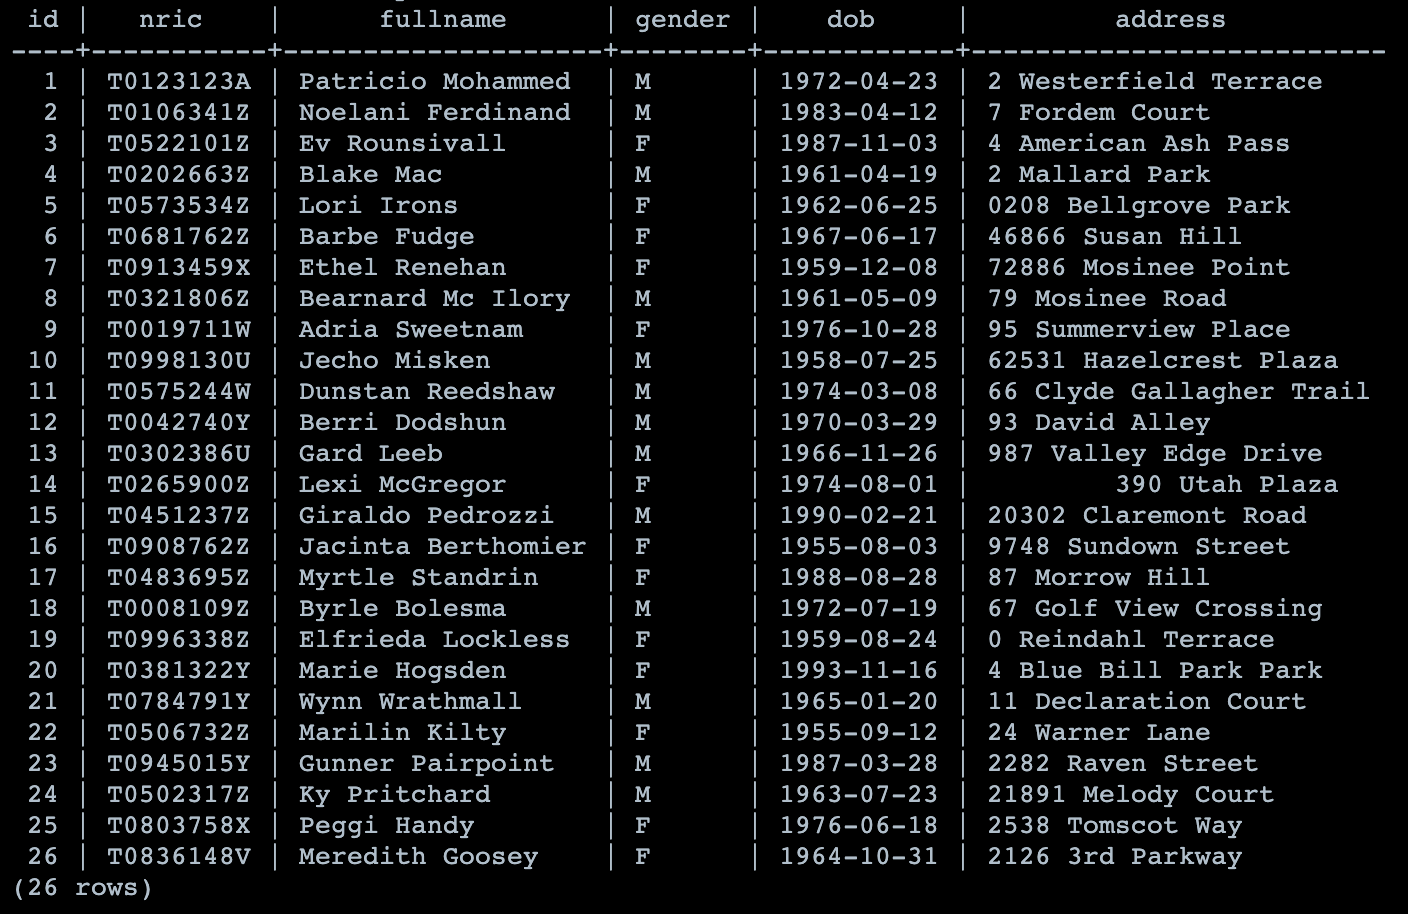 id |   nric    |      fullname      | gender |    dob     |         address
----+-----------+--------------------+--------+------------+--------------------------
  1 | T0123123A | Patricio Mohammed  | M      | 1972-04-23 | 2 Westerfield Terrace
  2 | T0106341Z | Noelani Ferdinand  | M      | 1983-04-12 | 7 Fordem Court
  3 | T0522101Z | Ev Rounsivall      | F      | 1987-11-03 | 4 American Ash Pass
  4 | T0202663Z | Blake Mac          | M      | 1961-04-19 | 2 Mallard Park
  5 | T0573534Z | Lori Irons         | F      | 1962-06-25 | 0208 Bellgrove Park
  6 | T0681762Z | Barbe Fudge        | F      | 1967-06-17 | 46866 Susan Hill
  7 | T0913459X | Ethel Renehan      | F      | 1959-12-08 | 72886 Mosinee Point
  8 | T0321806Z | Bearnard Mc Ilory  | M      | 1961-05-09 | 79 Mosinee Road
  9 | T0019711W | Adria Sweetnam     | F      | 1976-10-28 | 95 Summerview Place
 10 | T0998130U | Jecho Misken       | M      | 1958-07-25 | 62531 Hazelcrest Plaza
 11 | T0575244W | Dunstan Reedshaw   | M      | 1974-03-08 | 66 Clyde Gallagher Trail
 12 | T0042740Y | Berri Dodshun      | M      | 1970-03-29 | 93 David Alley
 13 | T0302386U | Gard Leeb          | M      | 1966-11-26 | 987 Valley Edge Drive
 14 | T0265900Z | Lexi McGregor      | F      | 1974-08-01 |         390 Utah Plaza
 15 | T0451237Z | Giraldo Pedrozzi   | M      | 1990-02-21 | 20302 Claremont Road
 16 | T0908762Z | Jacinta Berthomier | F      | 1955-08-03 | 9748 Sundown Street
 17 | T0483695Z | Myrtle Standrin    | F      | 1988-08-28 | 87 Morrow Hill
 18 | T0008109Z | Byrle Bolesma      | M      | 1972-07-19 | 67 Golf View Crossing
 19 | T0996338Z | Elfrieda Lockless  | F      | 1959-08-24 | 0 Reindahl Terrace
 20 | T0381322Y | Marie Hogsden      | F      | 1993-11-16 | 4 Blue Bill Park Park
 21 | T0784791Y | Wynn Wrathmall     | M      | 1965-01-20 | 11 Declaration Court
 22 | T0506732Z | Marilin Kilty      | F      | 1955-09-12 | 24 Warner Lane
 23 | T0945015Y | Gunner Pairpoint   | M      | 1987-03-28 | 2282 Raven Street
 24 | T0502317Z | Ky Pritchard       | M      | 1963-07-23 | 21891 Melody Court
 25 | T0803758X | Peggi Handy        | F      | 1976-06-18 | 2538 Tomscot Way
 26 | T0836148V | Meredith Goosey    | F      | 1964-10-31 | 2126 3rd Parkway
(26 rows)